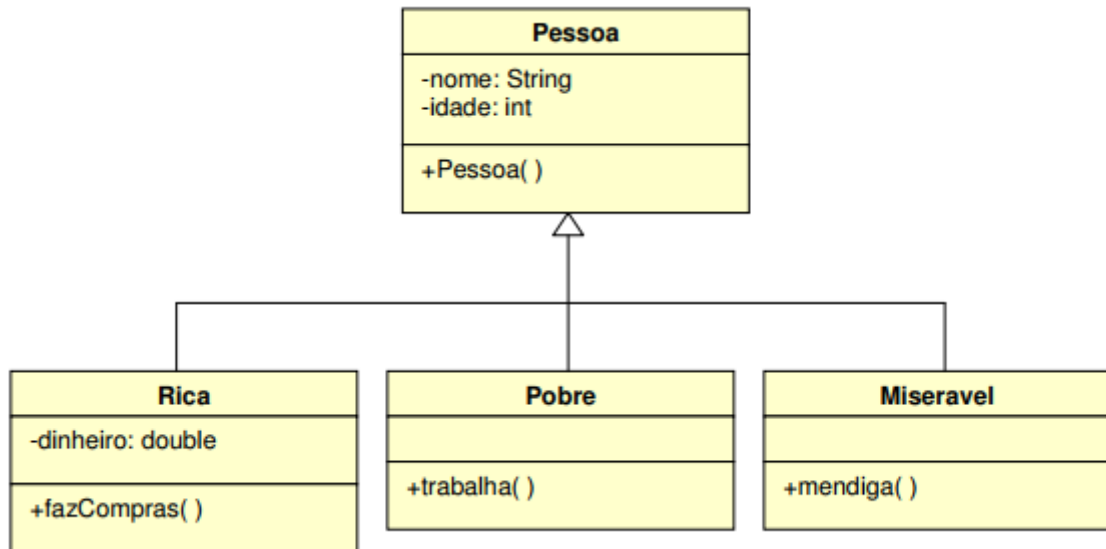 Pessoa
-nome: String
-idade: int
+Pessoa( )
Rica
-dinheiro: double
+fazCompras( )
Pobre
+trabalha( )
Miseravel
+mendiga( )